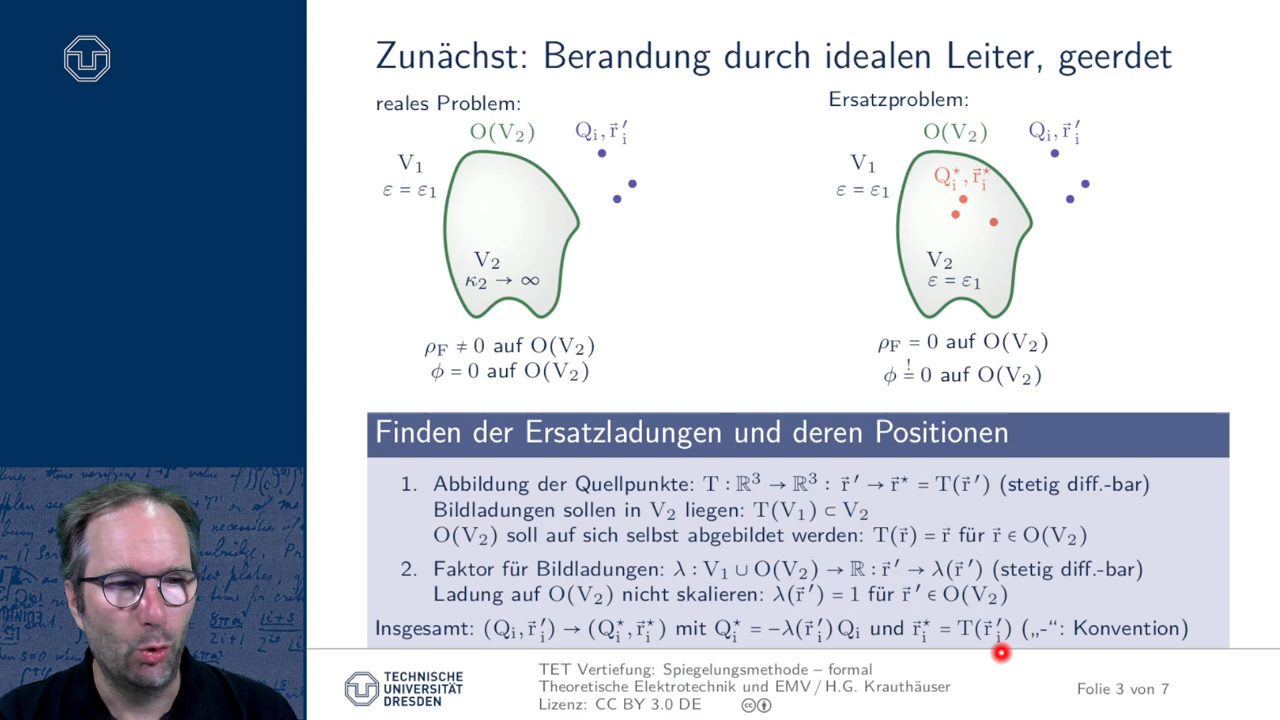 Zunächst: Berandung durch idealen Leiter, geerdet
reales Problem:
O(V₂)
Qᵢ, r⃗ᵢ′
V₁
ε = ε₁
V₂
κ₂ → ∞
ρF ≠ 0 auf O(V₂)
ϕ = 0 auf O(V₂)
Ersatzproblem:
O(V₂)
Qᵢ, r⃗ᵢ′
V₁
ε = ε₁
Qᵢ⋆, r⃗ᵢ⋆
V₂
ε = ε₁
ρF = 0 auf O(V₂)
ϕ =! 0 auf O(V₂)
Finden der Ersatzladungen und deren Positionen
1. Abbildung der Quellpunkte: T : ℝ³ → ℝ³ : r⃗′ → r⃗⋆ = T(r⃗′) (stetig diff.-bar)
Bildladungen sollen in V₂ liegen: T(V₁) ⊂ V₂
O(V₂) soll auf sich selbst abgebildet werden: T(r⃗) = r⃗ für r⃗ ∈ O(V₂)
2. Faktor für Bildladungen: λ : V₁ ∪ O(V₂) → ℝ : r⃗′ → λ(r⃗′) (stetig diff.-bar)
Ladung auf O(V₂) nicht skalieren: λ(r⃗′) = 1 für r⃗′ ∈ O(V₂)
Insgesamt: (Qᵢ, r⃗ᵢ′) → (Qᵢ⋆, r⃗ᵢ⋆) mit Qᵢ⋆ = −λ(r⃗ᵢ′)Qᵢ und r⃗ᵢ⋆ = T(r⃗ᵢ′) („-“: Konvention)
TECHNISCHE
UNIVERSITÄT
DRESDEN
TET Vertiefung: Spiegelungsmethode – formal
Theoretische Elektrotechnik und EMV / H.G. Krauthäuser
Lizenz: CC BY 3.0 DE
Folie 3 von 7